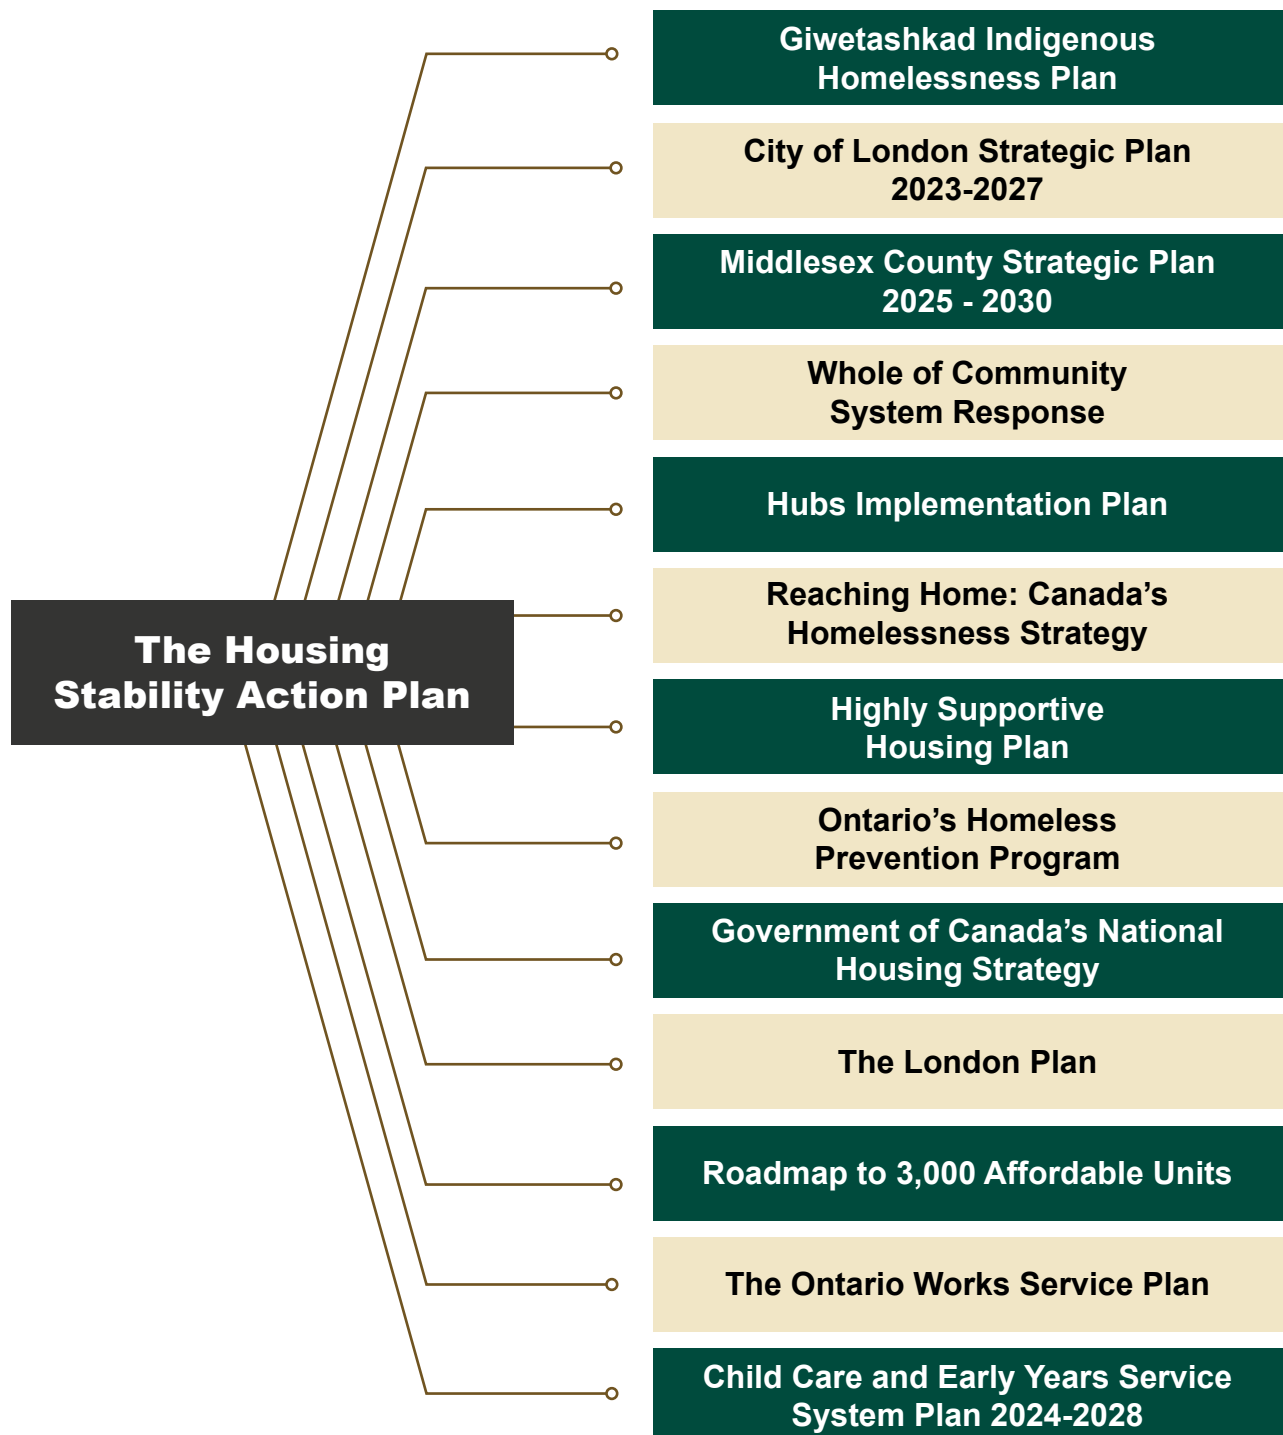 Giwetashkad Indigenous
Homelessness Plan
City of London Strategic Plan
2023-2027
Middlesex County Strategic Plan
2025 - 2030
Whole of Community
System Response
Hubs Implementation Plan
Reaching Home: Canada’s
Homelessness Strategy
The Housing
Stability Action Plan
Highly Supportive
Housing Plan
Ontario’s Homeless
Prevention Program
Government of Canada’s National
Housing Strategy
The London Plan
Roadmap to 3,000 Affordable Units
The Ontario Works Service Plan
Child Care and Early Years Service
System Plan 2024-2028